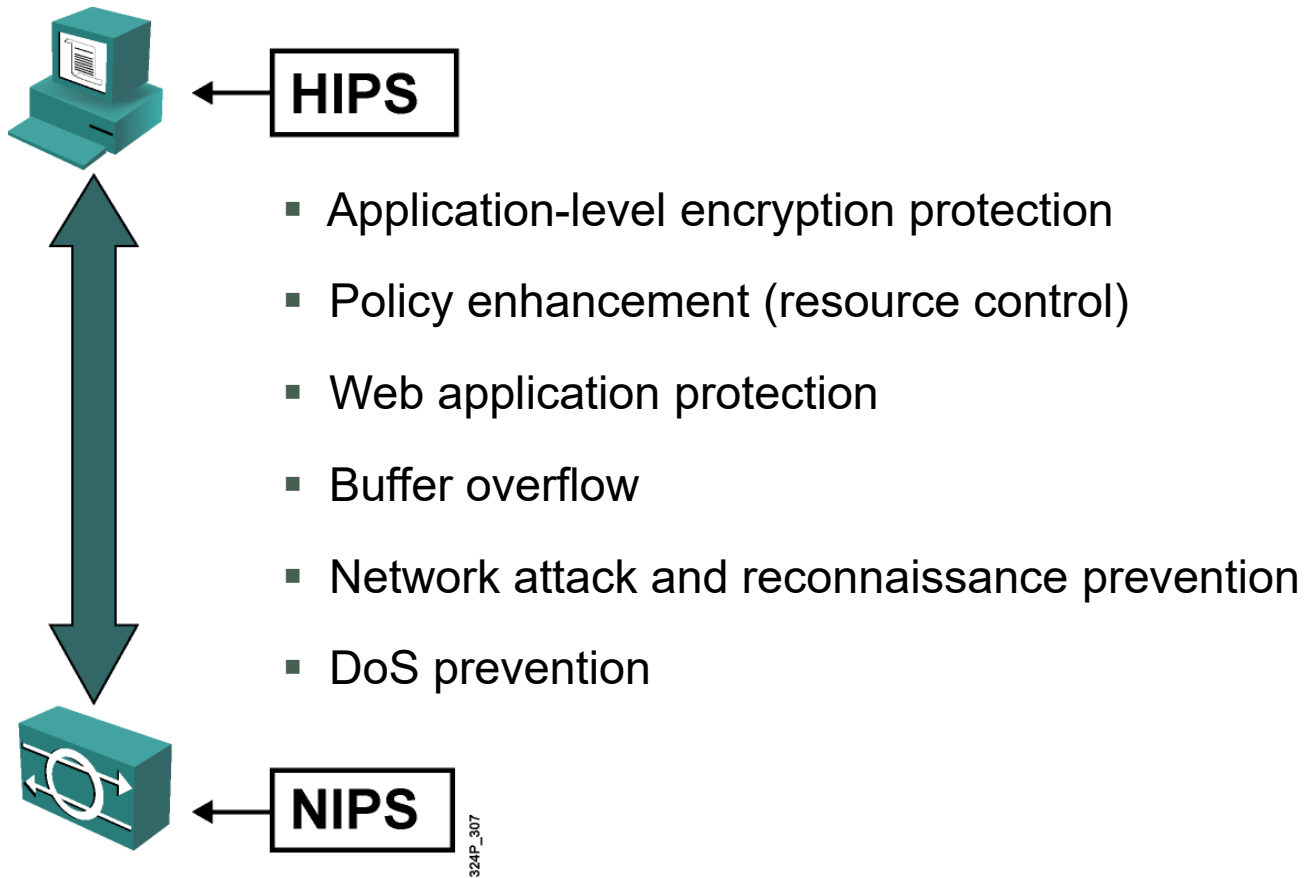 HIPS
▪ Application-level encryption protection
▪ Policy enhancement (resource control)
▪ Web application protection
▪ Buffer overflow
▪ Network attack and reconnaissance prevention
▪ DoS prevention
NIPS
324P_307